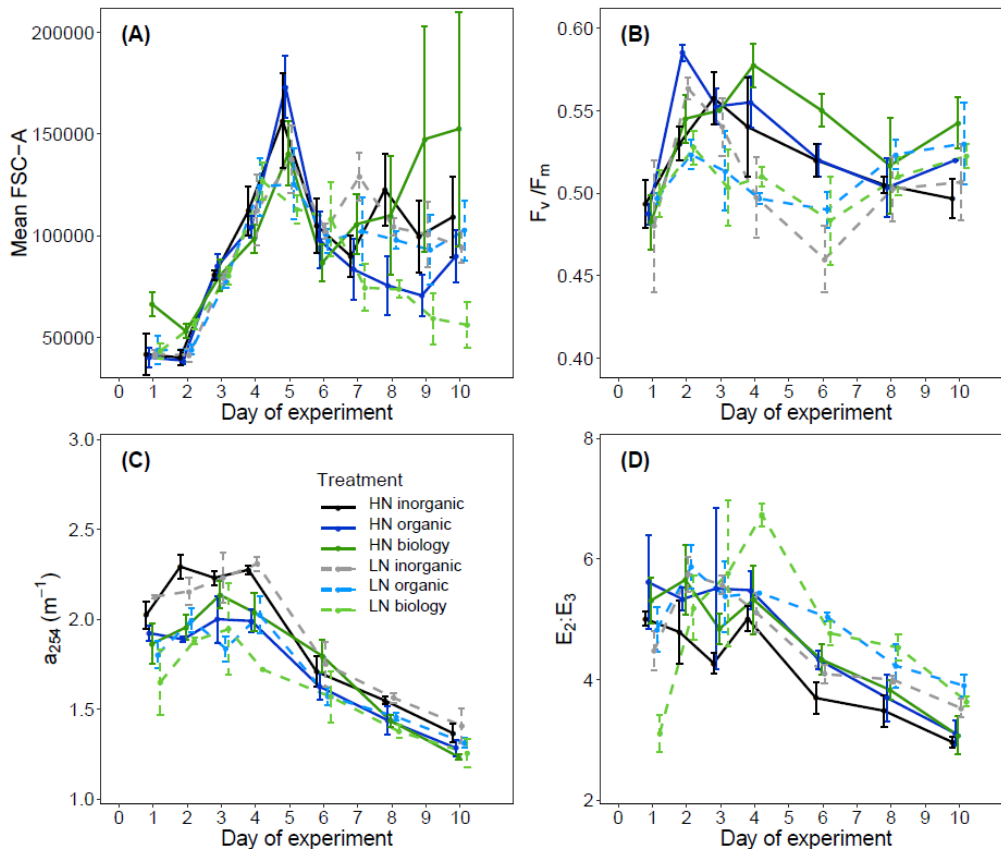 (A)
Mean FSC−A
200000
150000
100000
50000
0 1 2 3 4 5 6 7 8 9 10
Day of experiment
(B)
Fv /Fm
0.60
0.55
0.50
0.45
0.40
0 1 2 3 4 5 6 7 8 9 10
Day of experiment
(C)
a254 (m−1)
3.0
2.5
2.0
1.5
1.0
Treatment
HN inorganic
HN organic
HN biology
LN inorganic
LN organic
LN biology
0 1 2 3 4 5 6 7 8 9 10
Day of experiment
(D)
E2:E3
8
6
4
2
0 1 2 3 4 5 6 7 8 9 10
Day of experiment